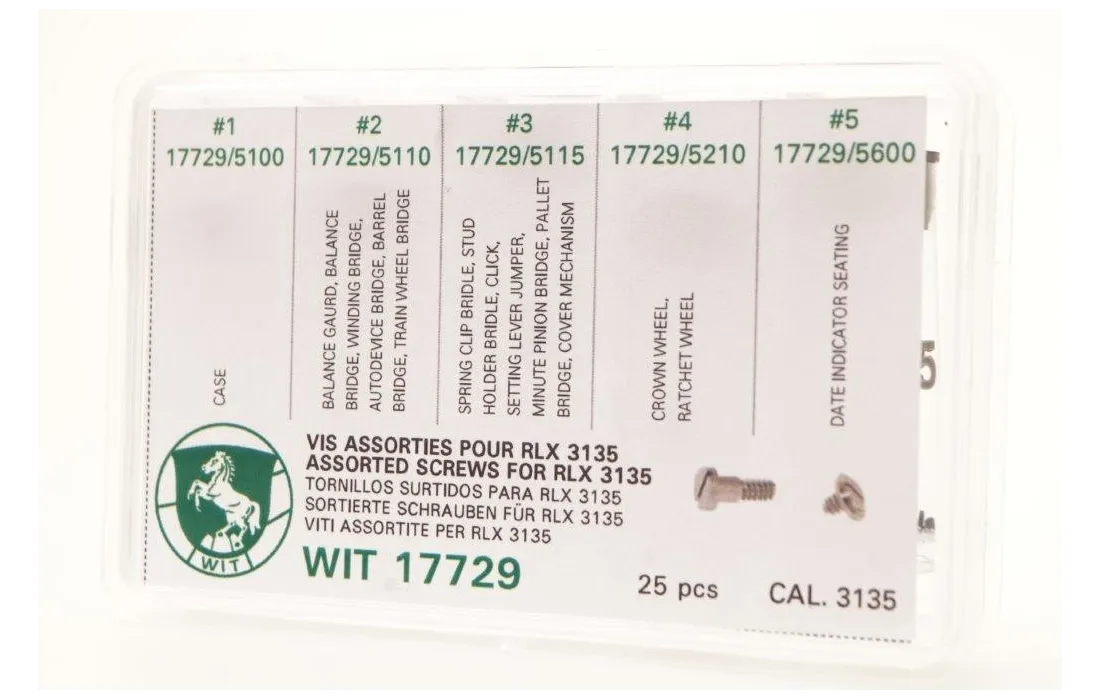 #1
17729/5100
CASE
#2
17729/5110
BALANCE GAURD, BALANCE
BRIDGE, WINDING BRIDGE,
AUTODEVICE BRIDGE, BARREL
BRIDGE, TRAIN WHEEL BRIDGE
#3
17729/5115
SPRING CLIP BRIDLE, STUD
HOLDER BRIDLE, CLICK,
SETTING LEVER JUMPER,
MINUTE PINION BRIDGE, PALLET
BRIDGE, COVER MECHANISM
#4
17729/5210
CROWN WHEEL,
RATCHET WHEEL
#5
17729/5600
DATE INDICATOR SEATING
WIT
VIS ASSORTIES POUR RLX 3135
ASSORTED SCREWS FOR RLX 3135
TORNILLOS SURTIDOS PARA RLX 3135
SORTIERTE SCHRAUBEN FÜR RLX 3135
VITI ASSORTITE PER RLX 3135
WIT 17729
25 pcs
CAL. 3135
5